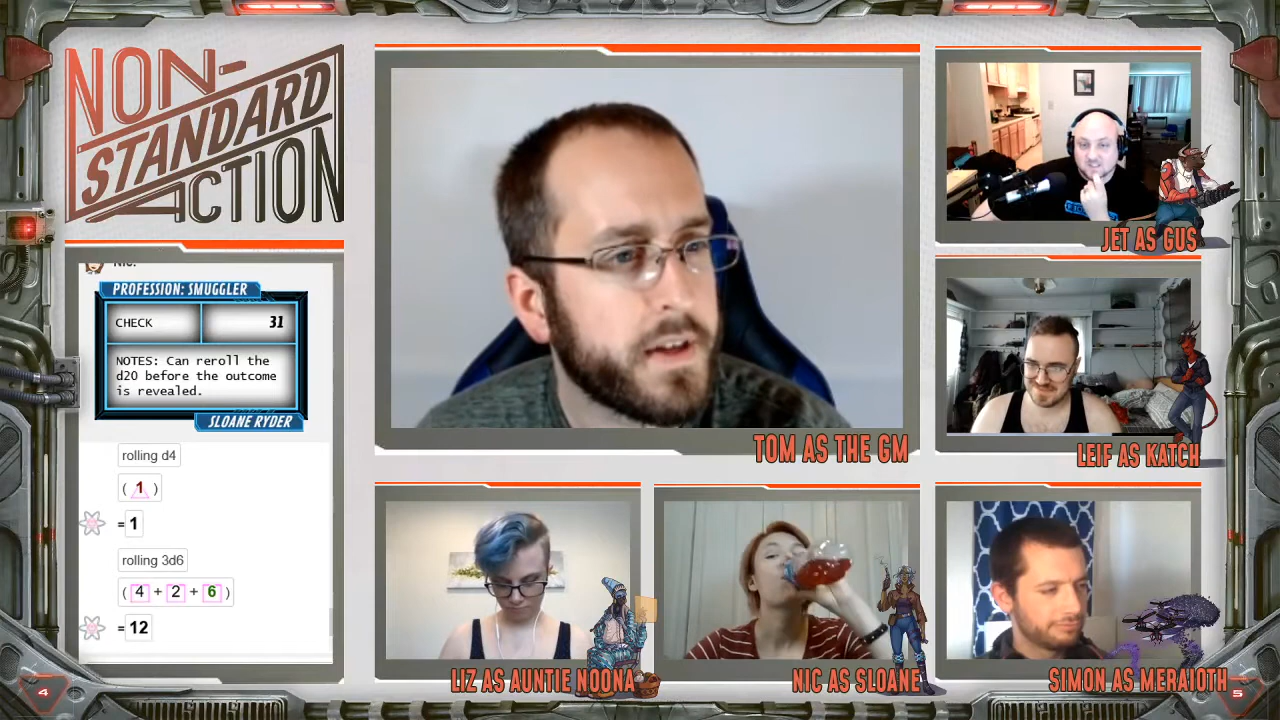 NON-
STANDARD
ACTION
PROFESSION: SMUGGLER
CHECK
31
NOTES: Can reroll the
d20 before the outcome
is revealed.
SLOANE RYDER
rolling d4
( 1 )
=1
rolling 3d6
( 4 + 2 + 6 )
=12
TOM AS THE GM
JET AS GUS
LEIF AS KATCH
LIZ AS AUNTIE NOONA
NIC AS SLOANE
SIMON AS MERAIOTH
4
5